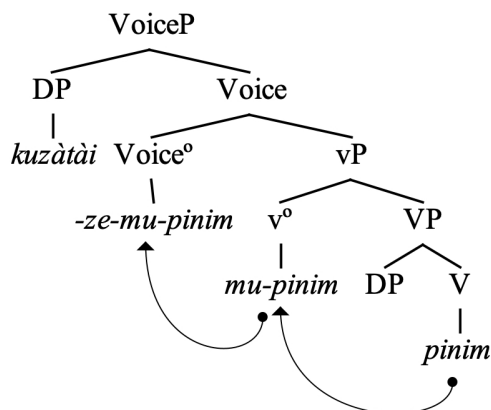 VoiceP
DP Voice
kuzàtài Voiceº vP
-ze-mu-pinim vº VP
mu-pinim DP V
pinim